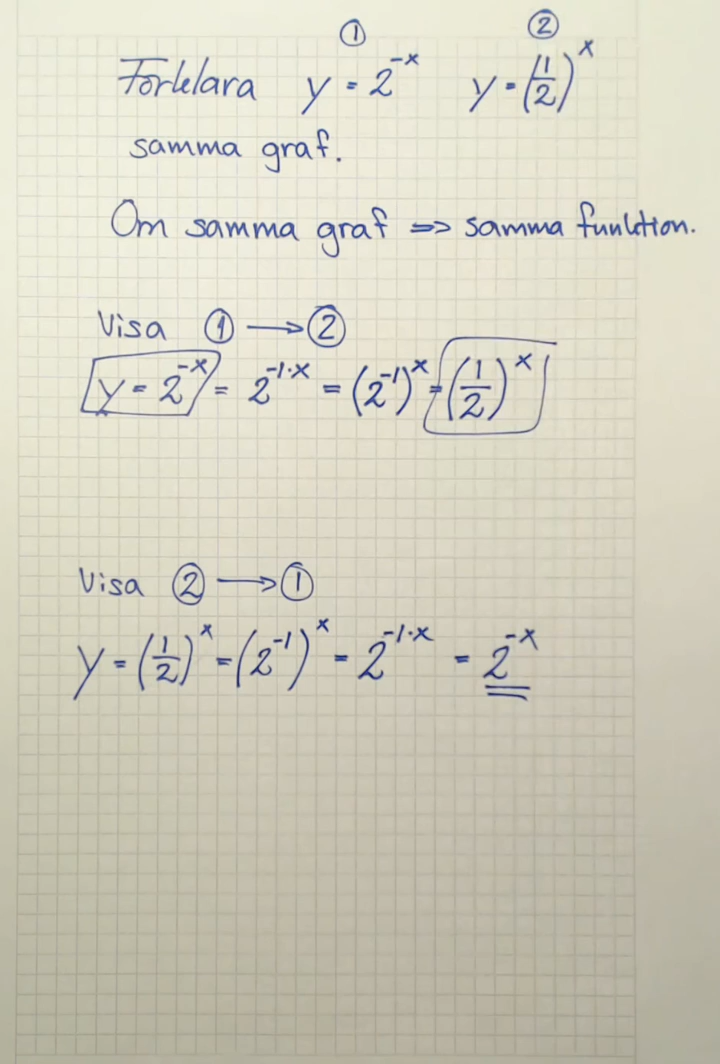 ① ②
Förklara y = 2^{-x} y = (1/2)^x
samma graf.
Om samma graf => samma funktion.
Visa ① → ②
y = 2^{-x} = 2^{-1·x} = (2^{-1})^x = (1/2)^x
Visa ② → ①
y = (1/2)^x = (2^{-1})^x = 2^{-1·x} = 2^{-x}